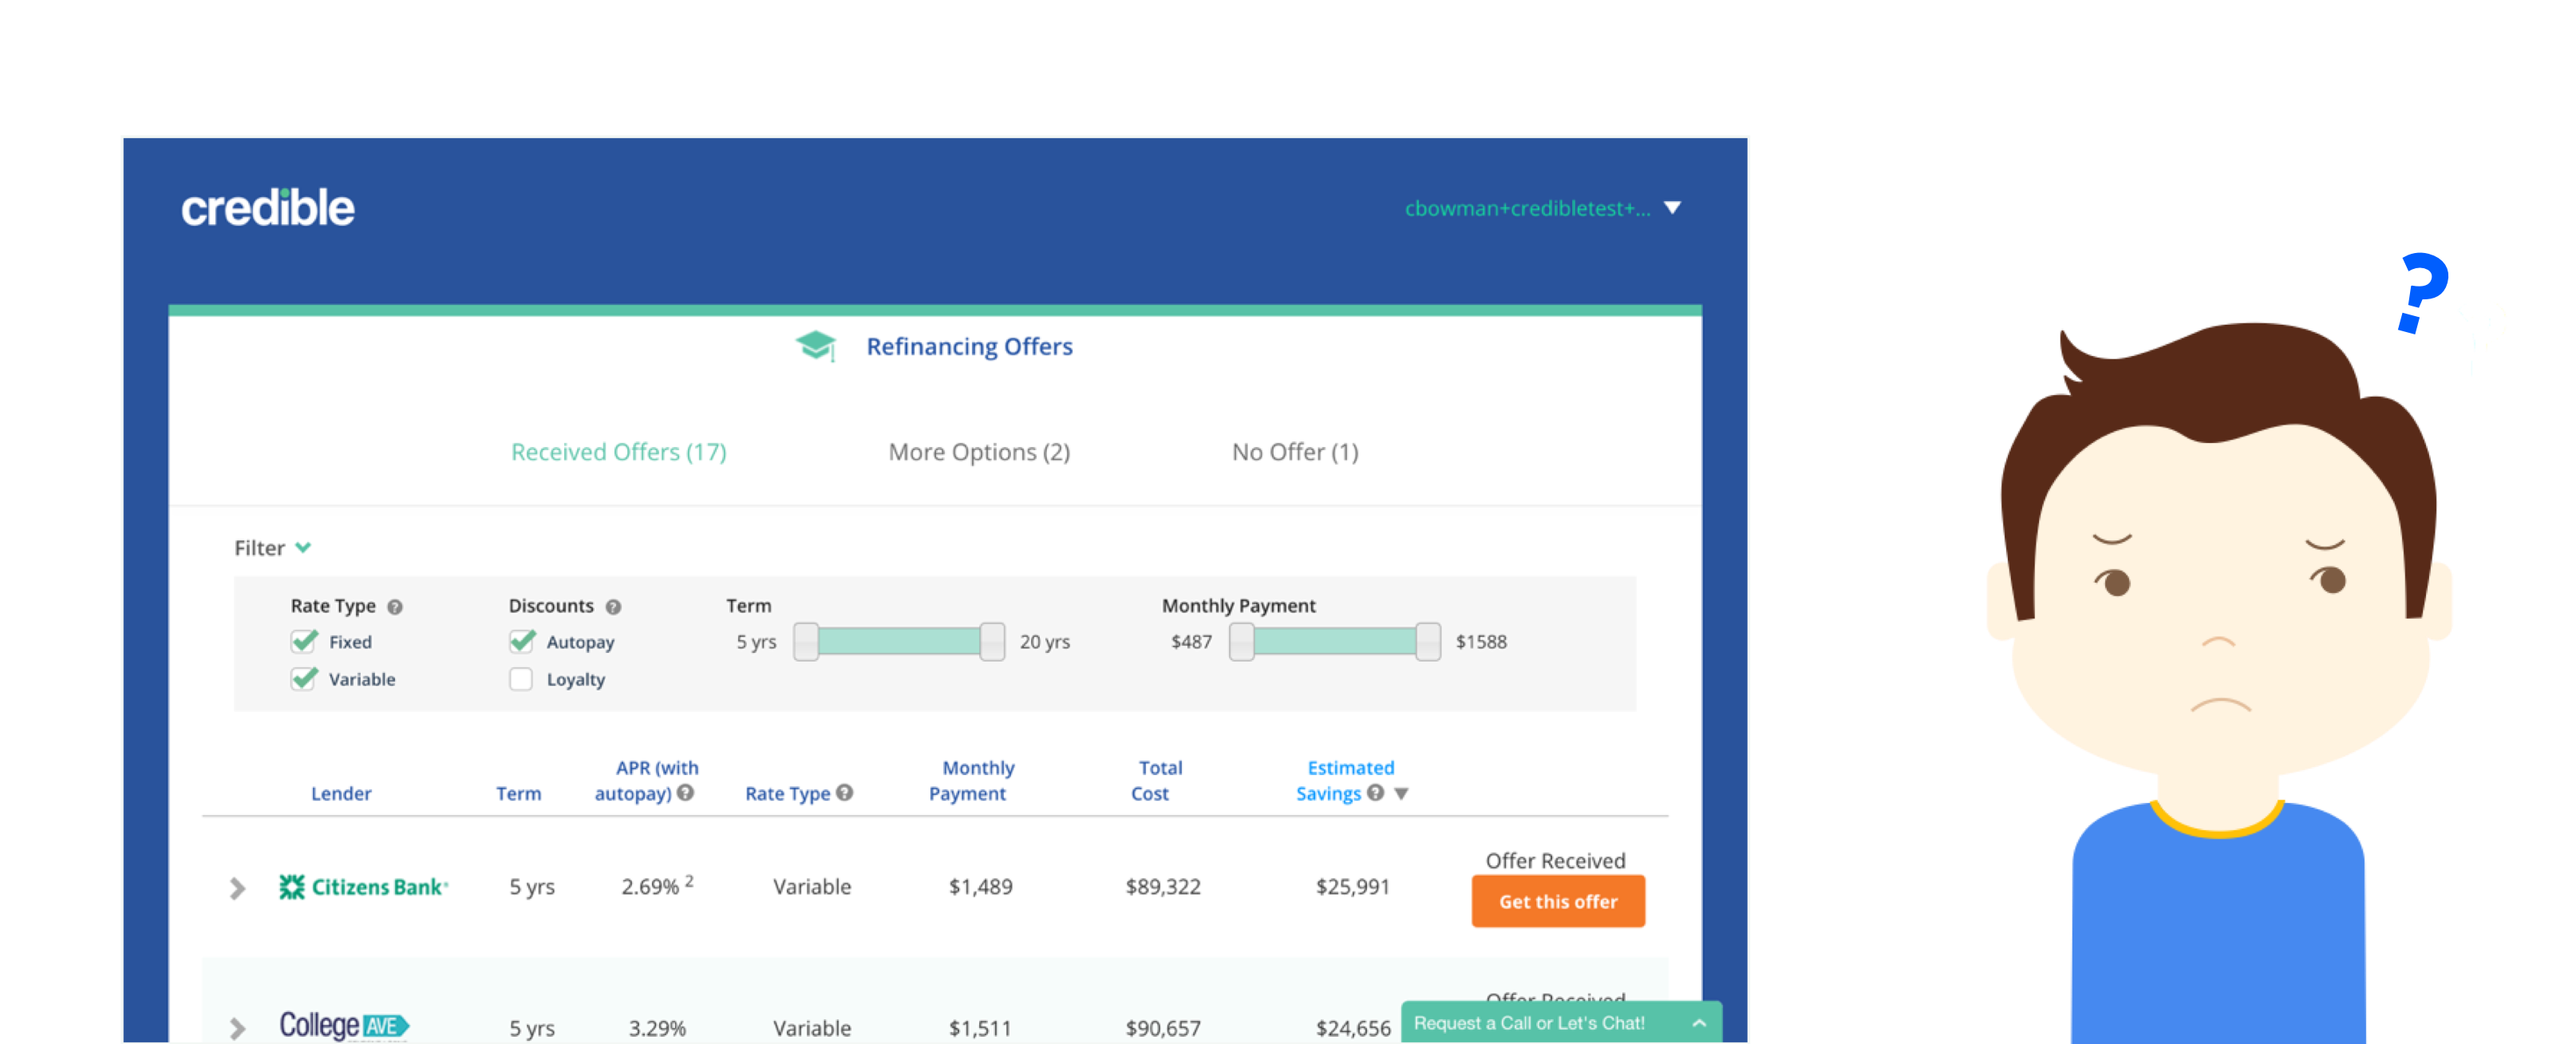 credible
cbowman+credibletest+...
?
Refinancing Offers
Received Offers (17) More Options (2) No Offer (1)
Filter
Rate Type ? Discounts ? Term Monthly Payment
Fixed Autopay 5 yrs 20 yrs $487 $1588
Variable Loyalty
APR (with Monthly Total Estimated
Lender Term autopay) ? Rate Type ? Payment Cost Savings ?
Offer Received
Citizens Bank 5 yrs 2.69% 2 Variable $1,489 $89,322 $25,991
Get this offer
Offer Received
College AVE 5 yrs 3.29% Variable $1,511 $90,657 $24,656
Request a Call or Let's Chat!